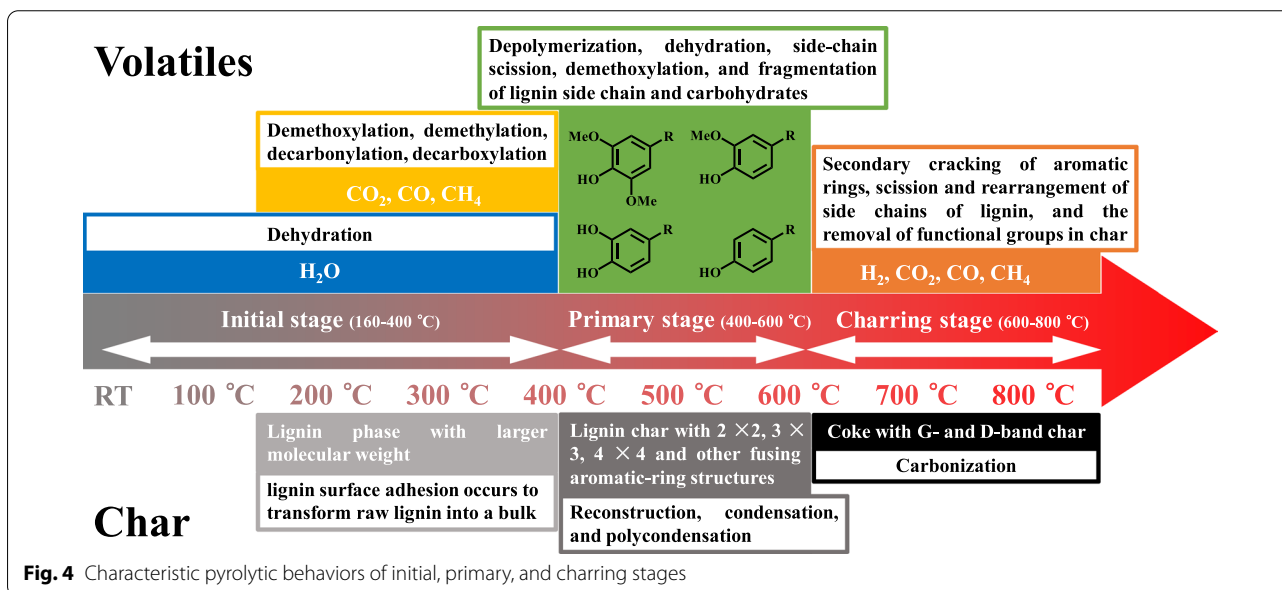 Volatiles
Depolymerization, dehydration, side-chain
scission, demethoxylation, and fragmentation
of lignin side chain and carbohydrates
Demethoxylation, demethylation,
decarbonylation, decarboxylation
CO₂, CO, CH₄
MeO
R
HO
OMe
MeO
R
HO
Secondary cracking of aromatic
rings, scission and rearrangement of
side chains of lignin, and the
removal of functional groups in char
Dehydration
H₂O
HO
R
HO
R
HO
H₂, CO₂, CO, CH₄
Initial stage (160-400 °C)
Primary stage (400-600 °C)
Charring stage (600-800 °C)
RT 100 °C 200 °C 300 °C 400 °C 500 °C 600 °C 700 °C 800 °C
Lignin phase with larger
molecular weight
lignin surface adhesion occurs to
transform raw lignin into a bulk
Lignin char with 2 ×2, 3 ×
3, 4 ×4 and other fusing
aromatic-ring structures
Reconstruction, condensation,
and polycondensation
Coke with G- and D-band char
Carbonization
Char
Fig. 4 Characteristic pyrolytic behaviors of initial, primary, and charring stages